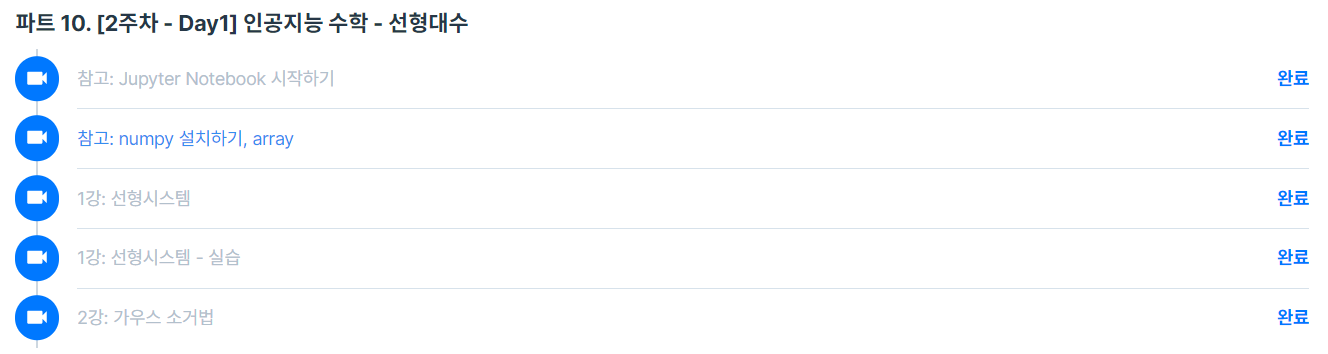 파트 10. [2주차 - Day1] 인공지능 수학 - 선형대수
참고: Jupyter Notebook 시작하기 완료
참고: numpy 설치하기, array 완료
1강: 선형시스템 완료
1강: 선형시스템 - 실습 완료
2강: 가우스 소거법 완료